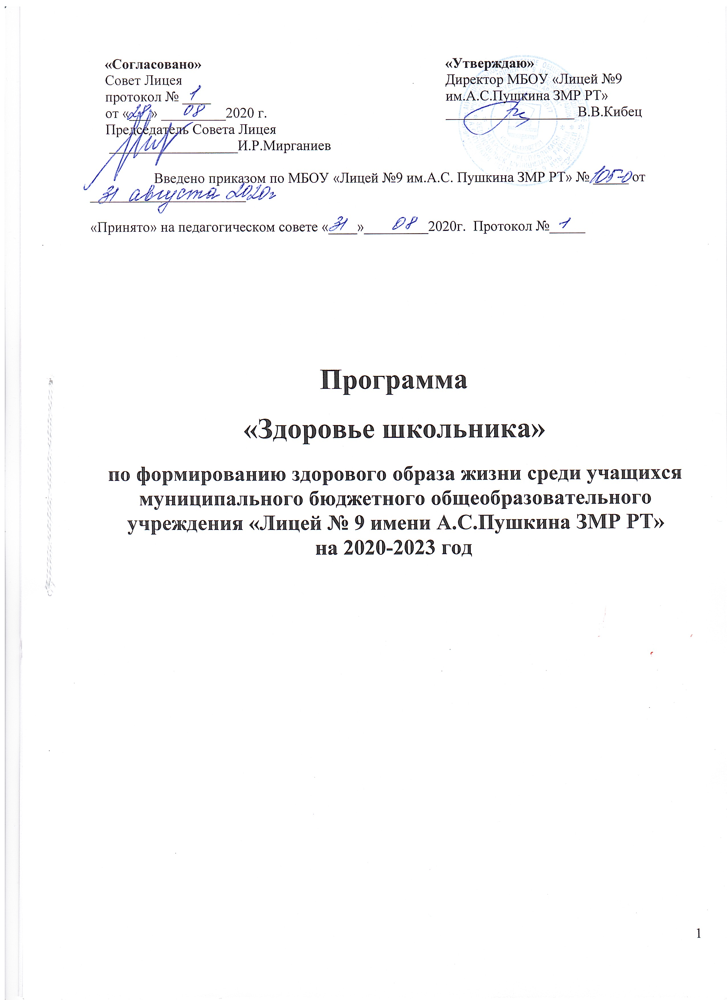 «Согласовано»
Совет Лицея
протокол № 1
от «28» 08 2020 г.
Председатель Совета Лицея
И.Р.Мирганиев
«Утверждаю»
Директор МБОУ «Лицей №9
им.А.С.Пушкина ЗМР РТ»
В.В.Кибец
Введено приказом по МБОУ «Лицей №9 им.А.С. Пушкина ЗМР РТ» № 105-О от
31 августа 2020г
«Принято» на педагогическом совете «31» 08 2020г. Протокол № 1
Программа
«Здоровье школьника»
по формированию здорового образа жизни среди учащихся
муниципального бюджетного общеобразовательного
учреждения «Лицей № 9 имени А.С.Пушкина ЗМР РТ»
на 2020-2023 год
1